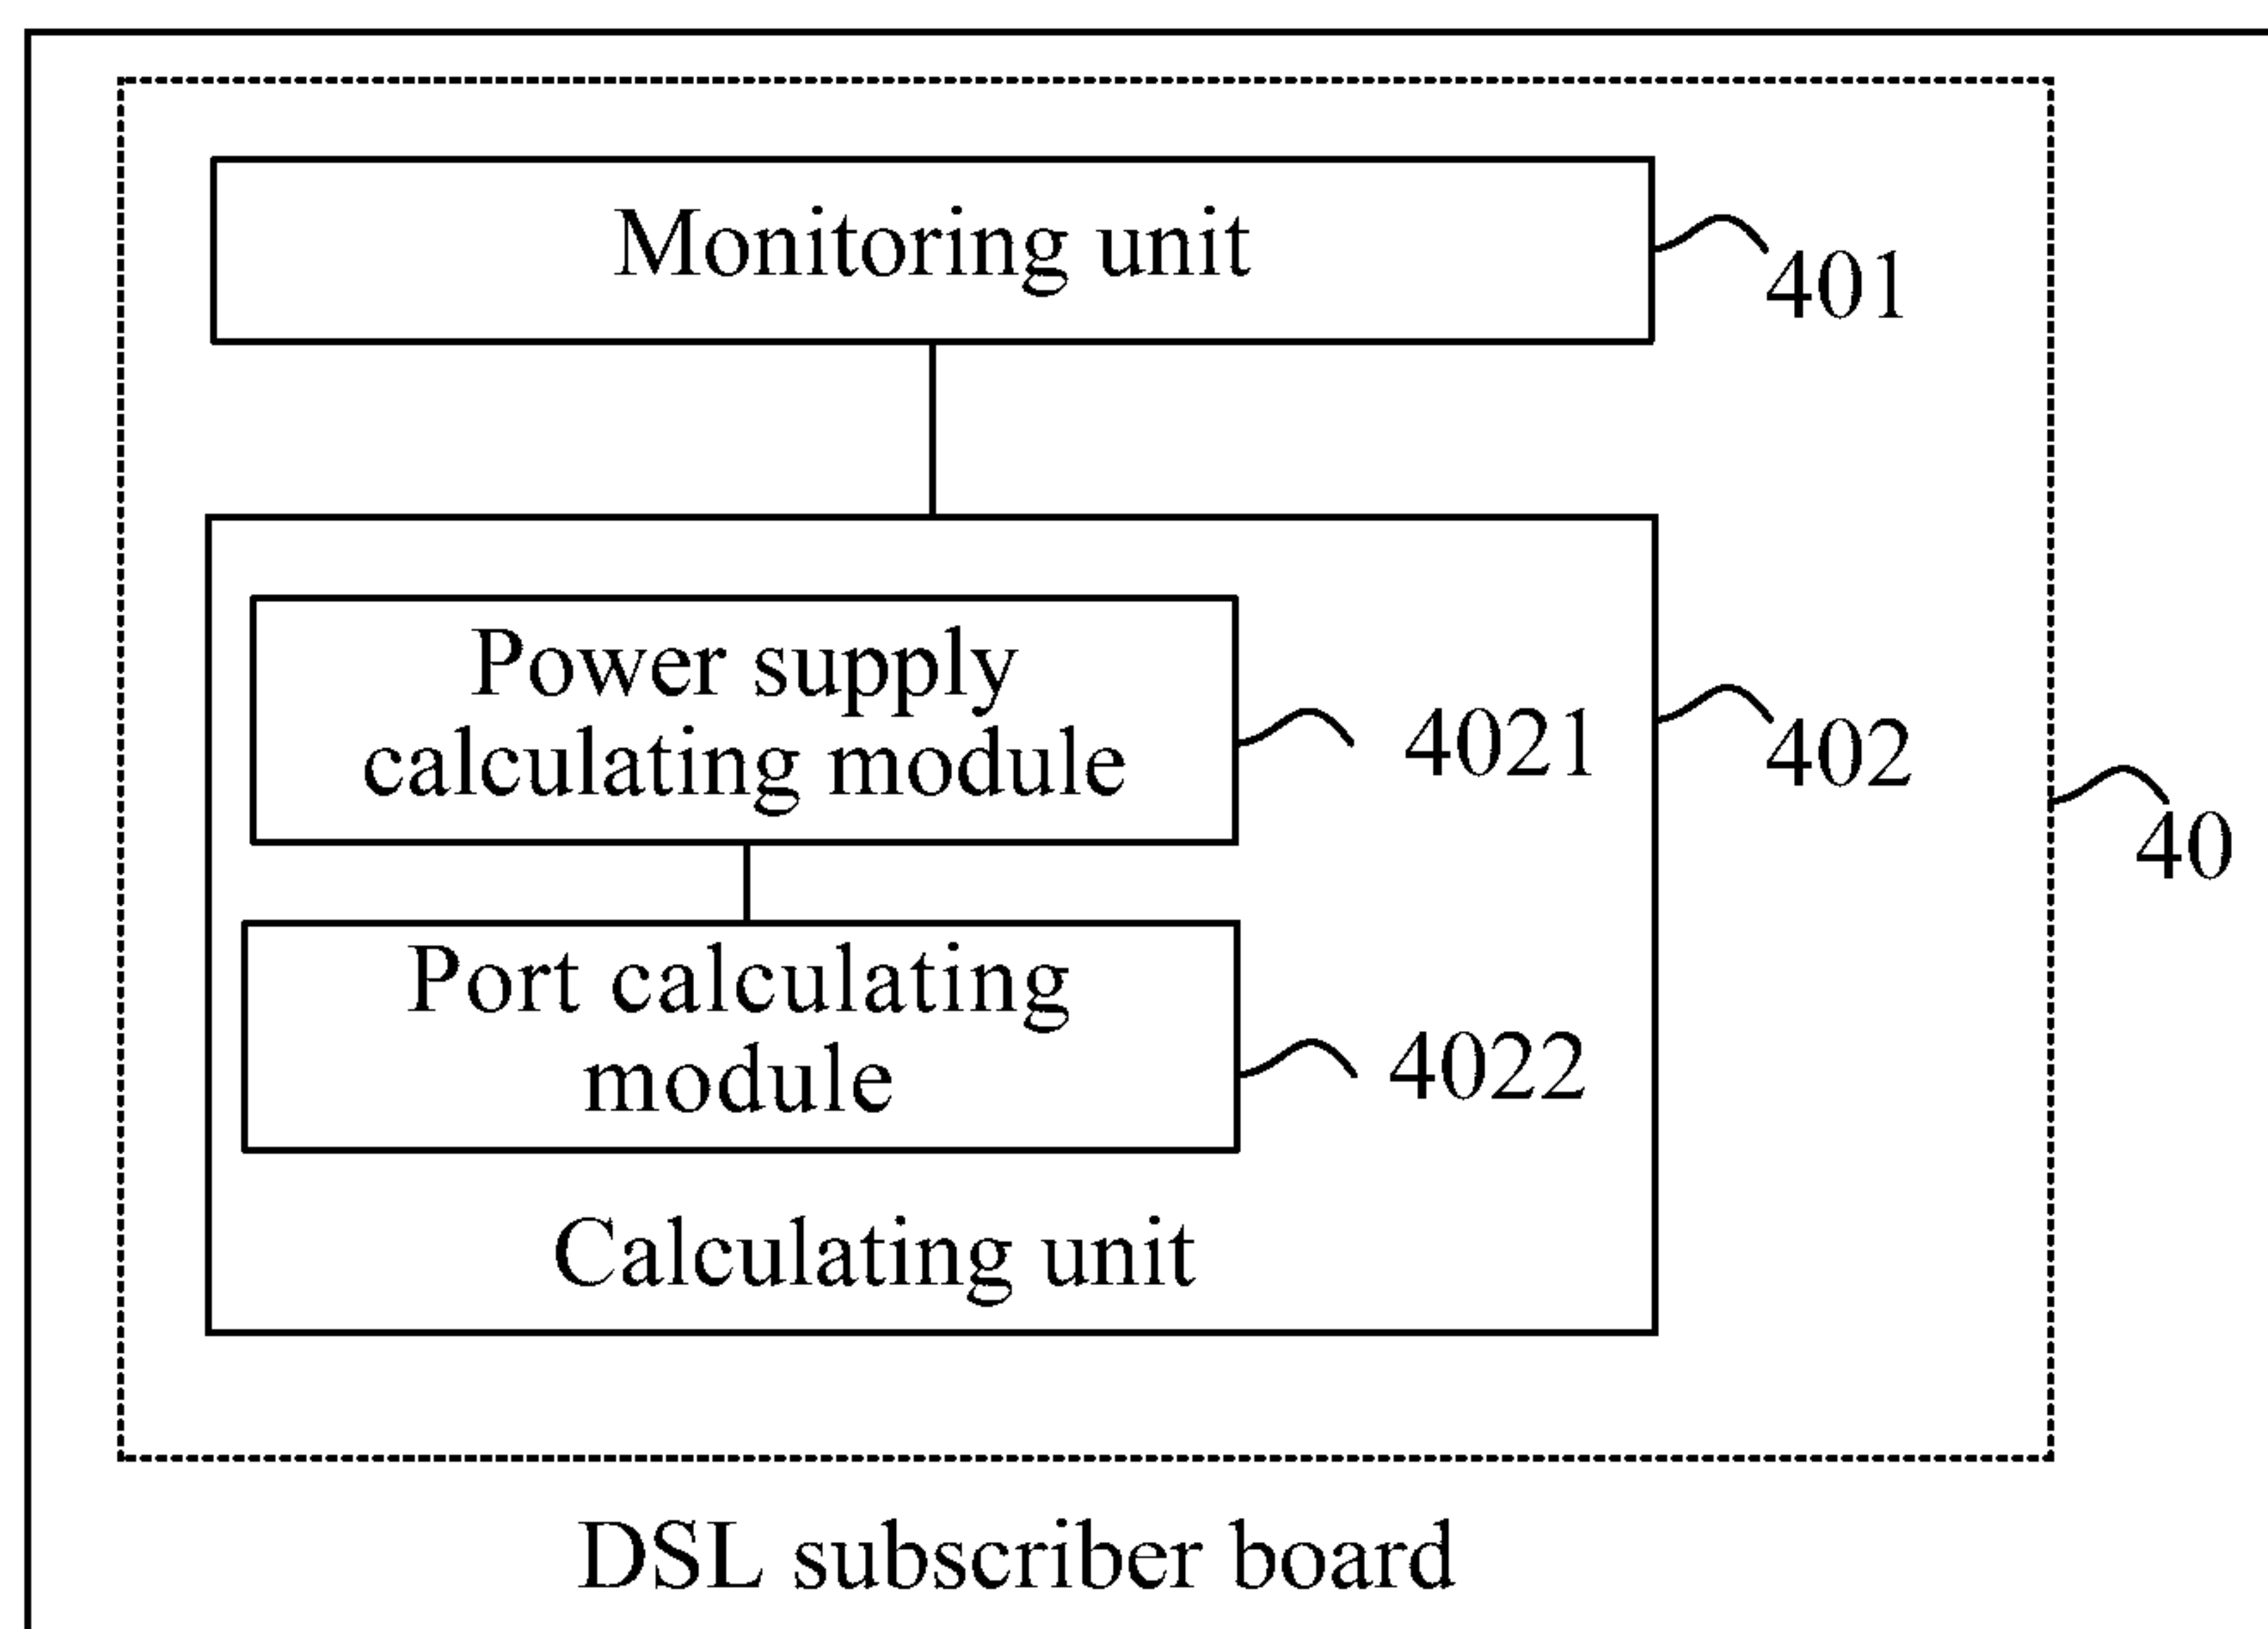 Monitoring unit
401
Power supply
calculating module
4021
402
40
Port calculating
module
4022
Calculating unit
DSL subscriber board